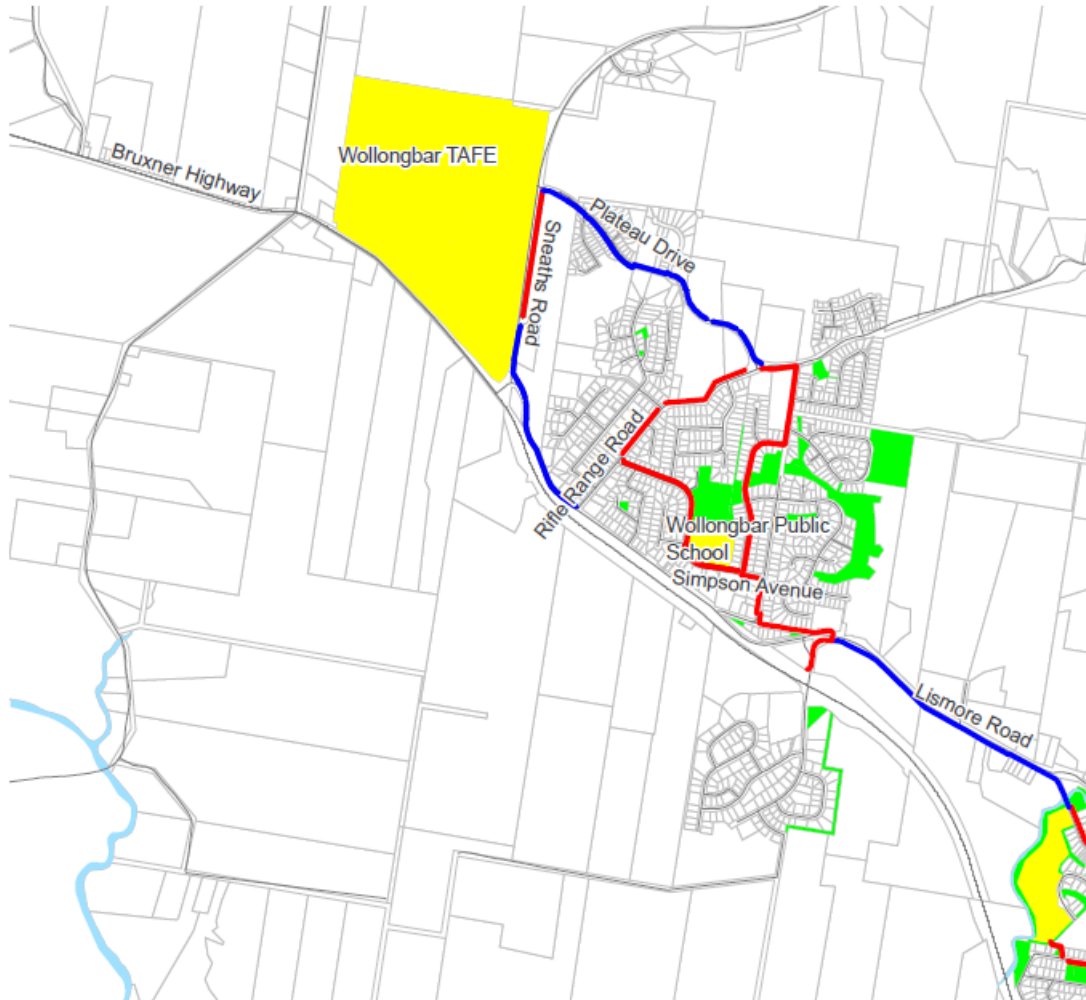 Wollongbar TAFE
Bruxner Highway
Plateau Drive
Sneaths Road
Rifle Range Road
Wollongbar Public
School
Simpson Avenue
Lismore Road